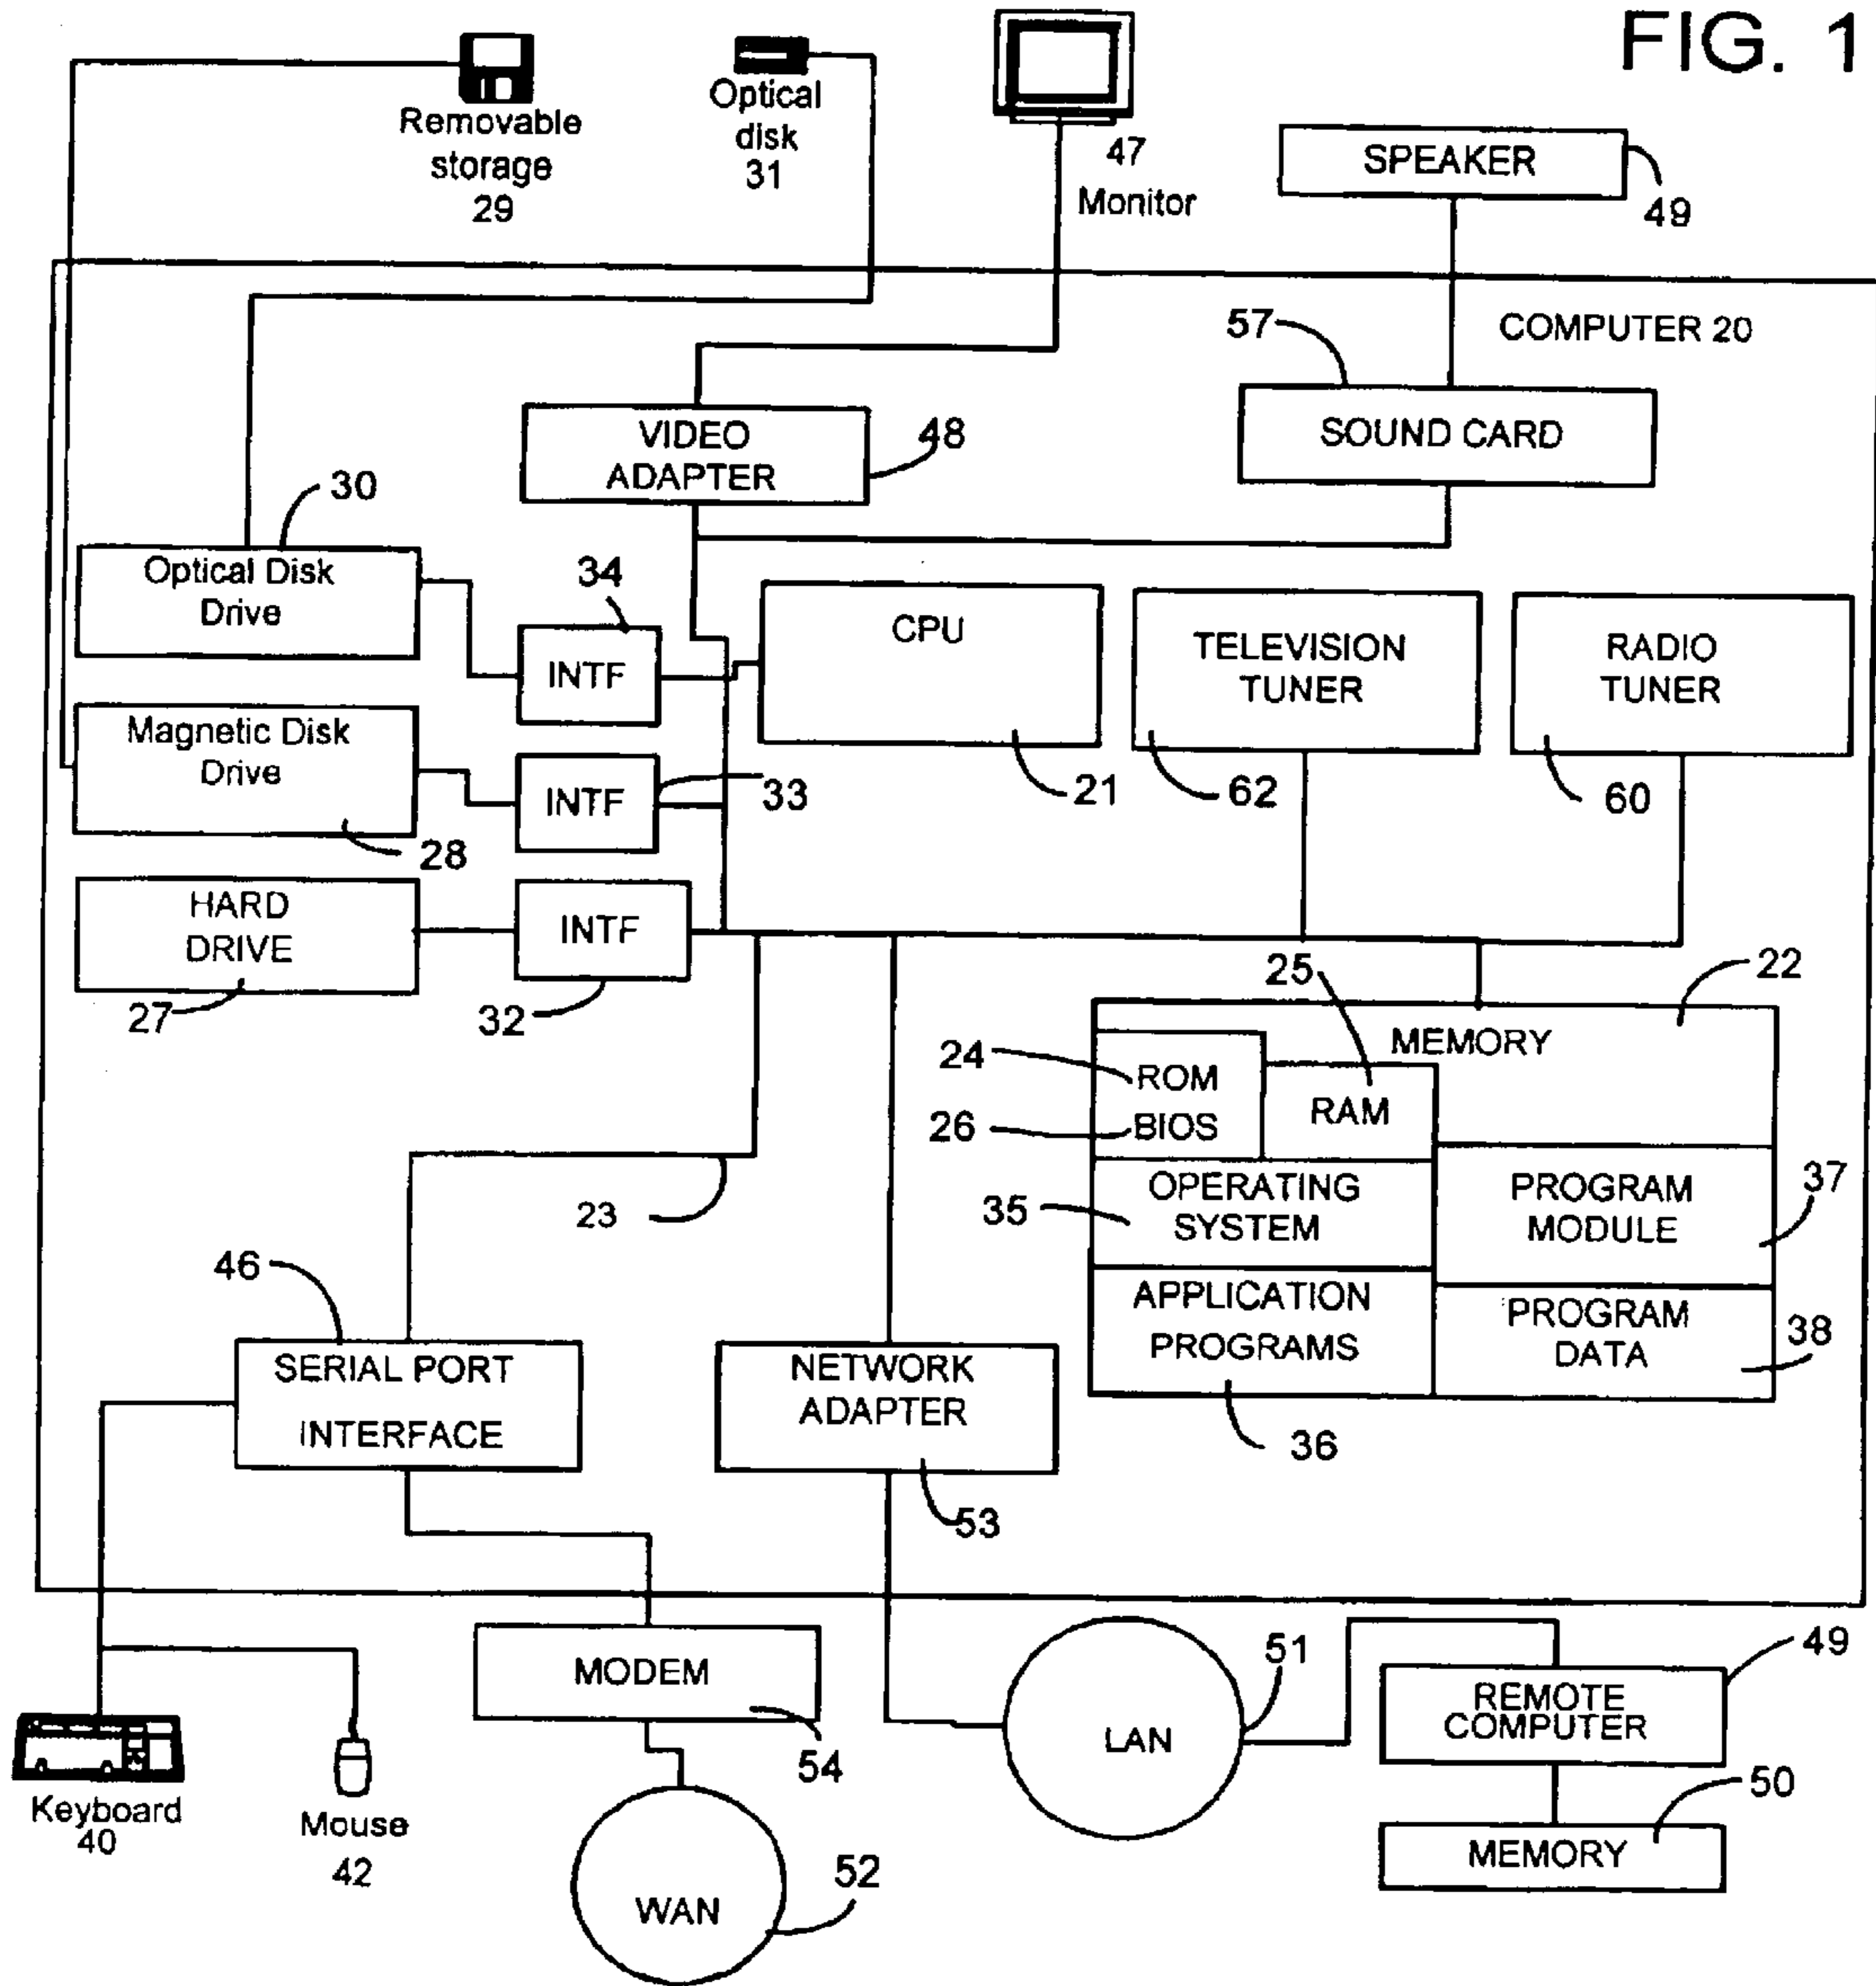 FIG. 1
Removable
storage
29
Optical
disk
31
47
Monitor
SPEAKER
49
COMPUTER 20
57
SOUND CARD
VIDEO
ADAPTER
48
30
Optical Disk
Drive
34
INTF
CPU
21
TELEVISION
TUNER
62
RADIO
TUNER
60
Magnetic Disk
Drive
28
INTF
33
HARD
DRIVE
27
INTF
32
25
22
MEMORY
24
ROM
26
BIOS
RAM
35
OPERATING
SYSTEM
PROGRAM
MODULE
37
APPLICATION
PROGRAMS
36
PROGRAM
DATA
38
23
46
SERIAL PORT
INTERFACE
NETWORK
ADAPTER
53
MODEM
54
LAN
51
REMOTE
COMPUTER
49
50
MEMORY
Keyboard
40
Mouse
42
WAN
52